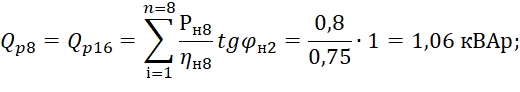 Q_{р8} = Q_{р16} = \sum_{i=1}^{n=8} \frac{Р_{н8}}{η_{н8}} tgφ_{н2} = \frac{0,8}{0,75} · 1 = 1,06 кВАр;